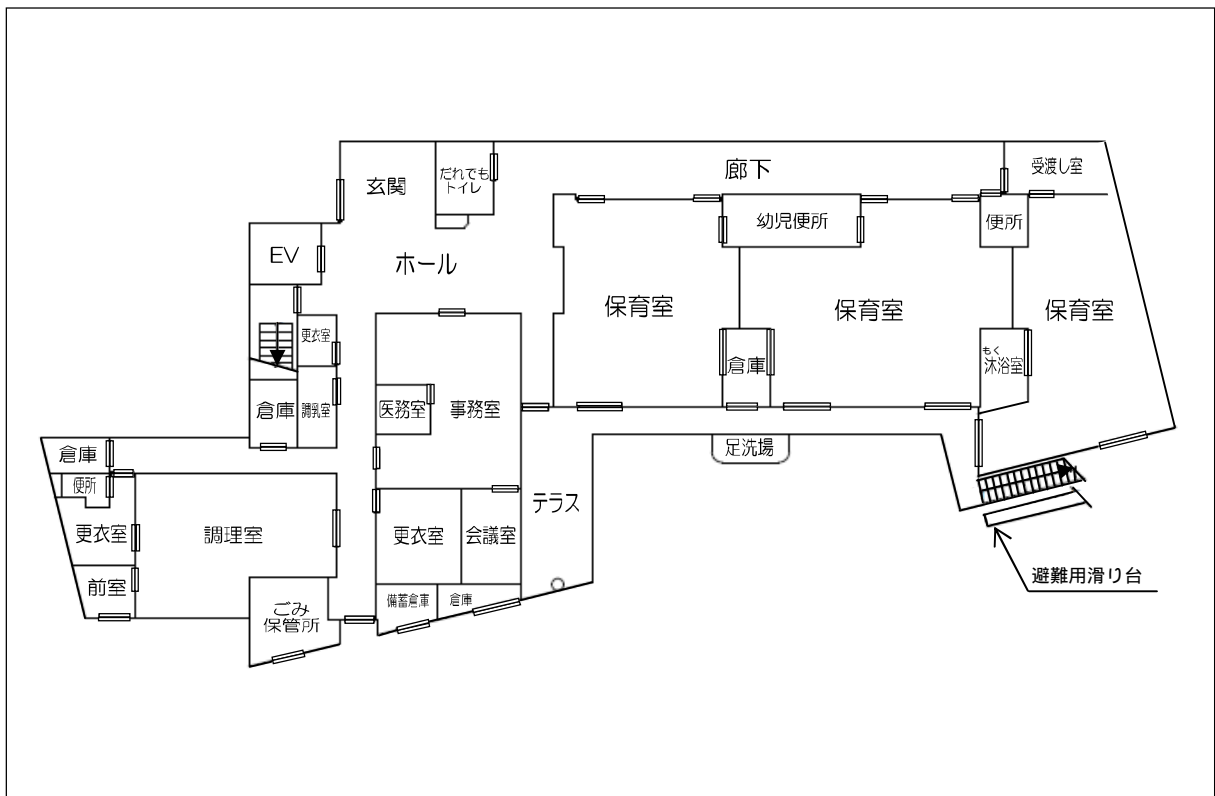 だれでも
トイレ
玄関
廊下
受渡し室
EV
ホール
幼児便所
便所
保育室
保育室
保育室
更衣室
倉庫
もく
沐浴室
倉庫
調乳室
医務室
事務室
足洗場
倉庫
便所
更衣室
調理室
更衣室
会議室
テラス
前室
ごみ
保管所
備蓄倉庫
倉庫
避難用滑り台